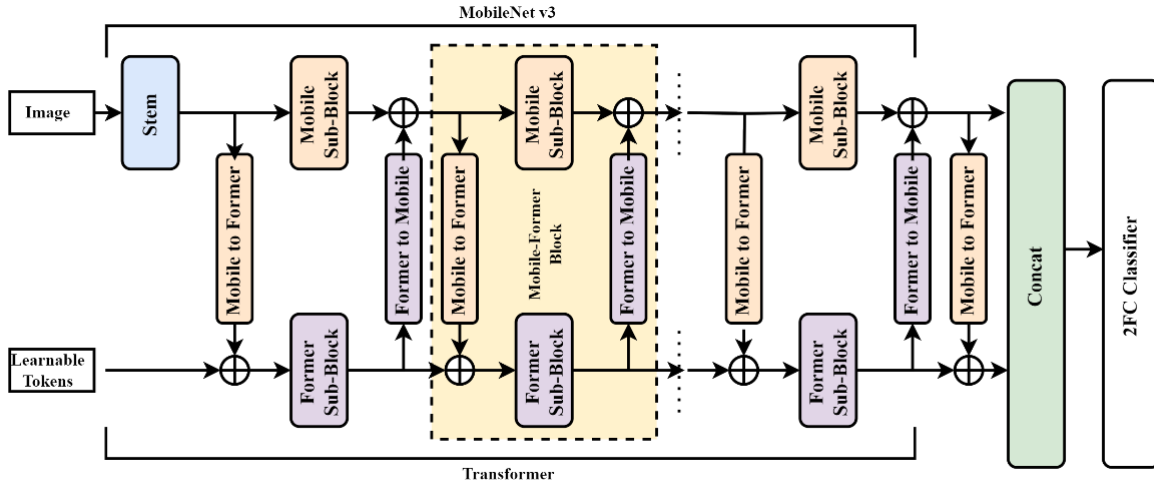 MobileNet v3
Image
Stem
Mobile
Sub-Block
Mobile
Sub-Block
Mobile
Sub-Block
Mobile to Former
Former to Mobile
Mobile to Former
Mobile-Former
Block
Former to Mobile
Mobile to Former
Former to Mobile
Mobile to Former
Concat
2FC Classifier
Learnable
Tokens
Former
Sub-Block
Former
Sub-Block
Former
Sub-Block
Transformer